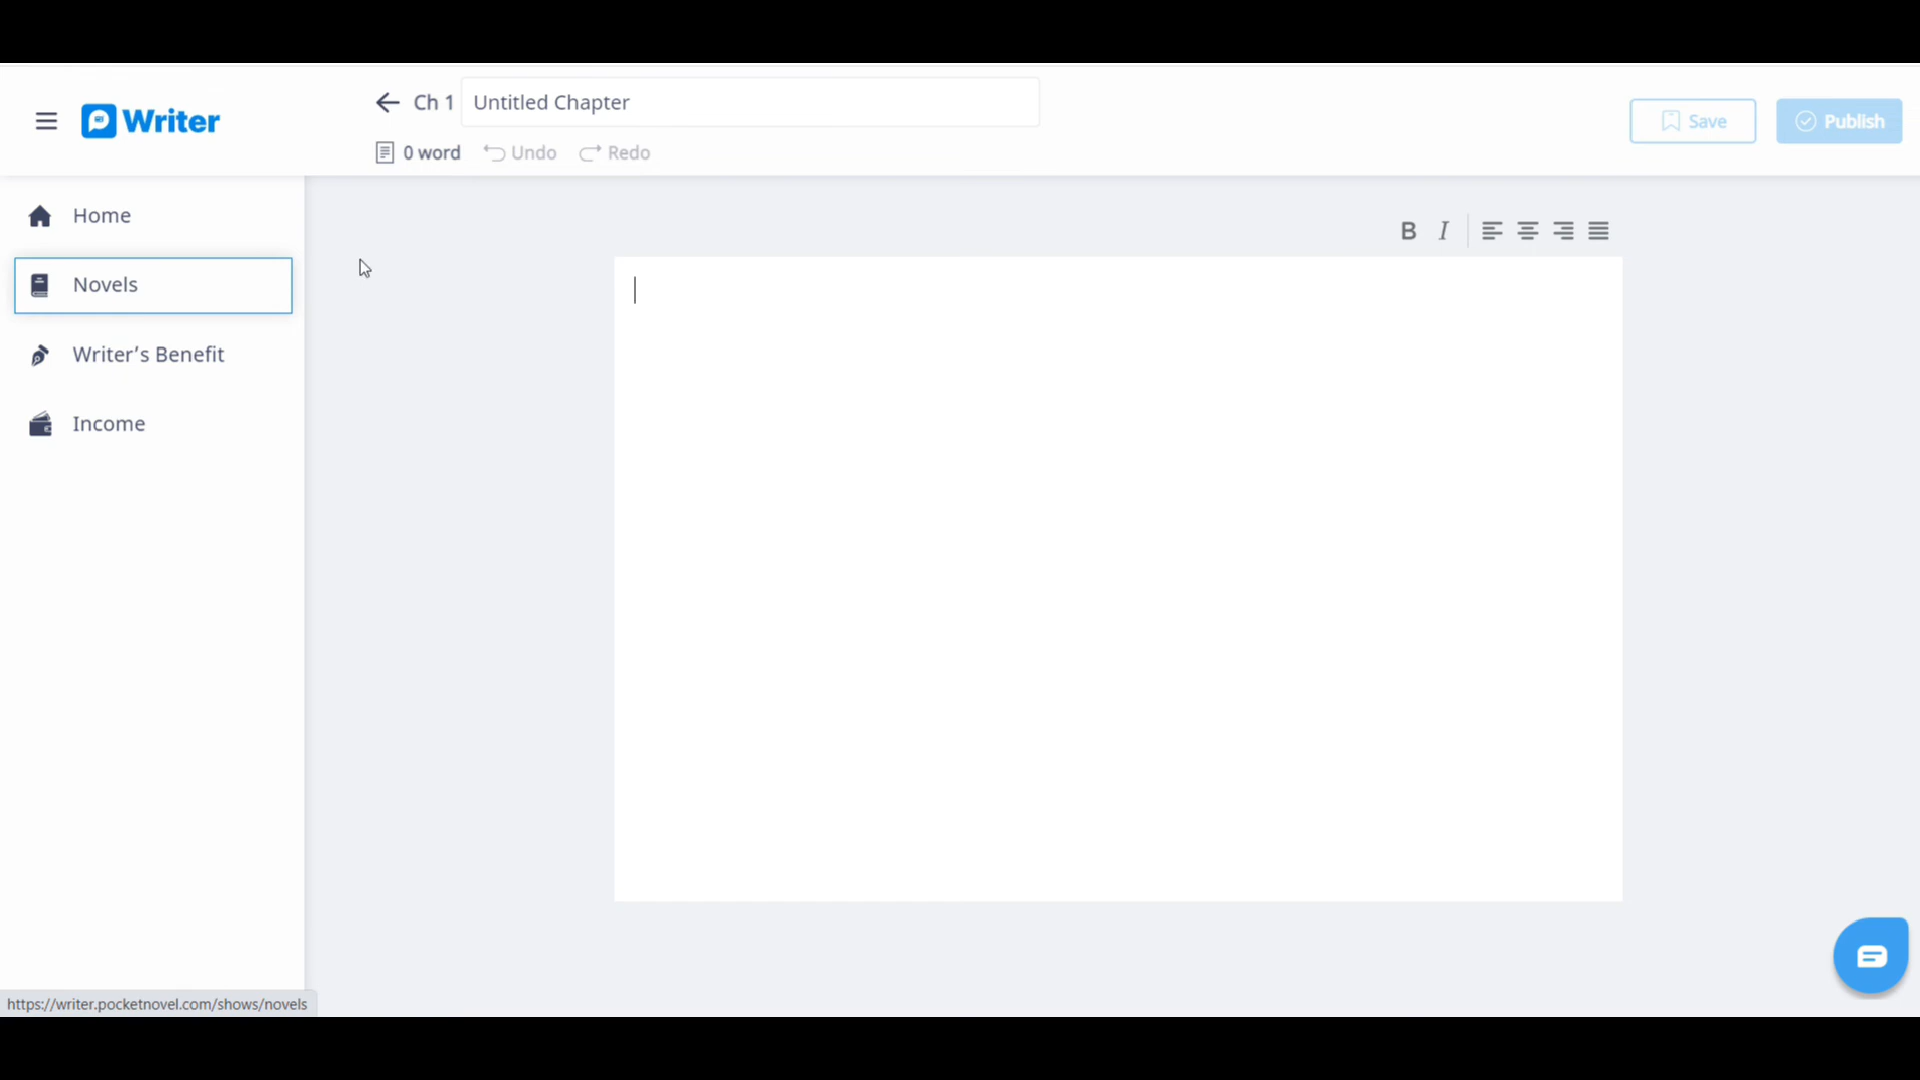 Writer
Ch 1 Untitled Chapter
0 word Undo Redo
Save Publish
Home
Novels
Writer’s Benefit
Income
B I
https://writer.pocketnovel.com/shows/novels